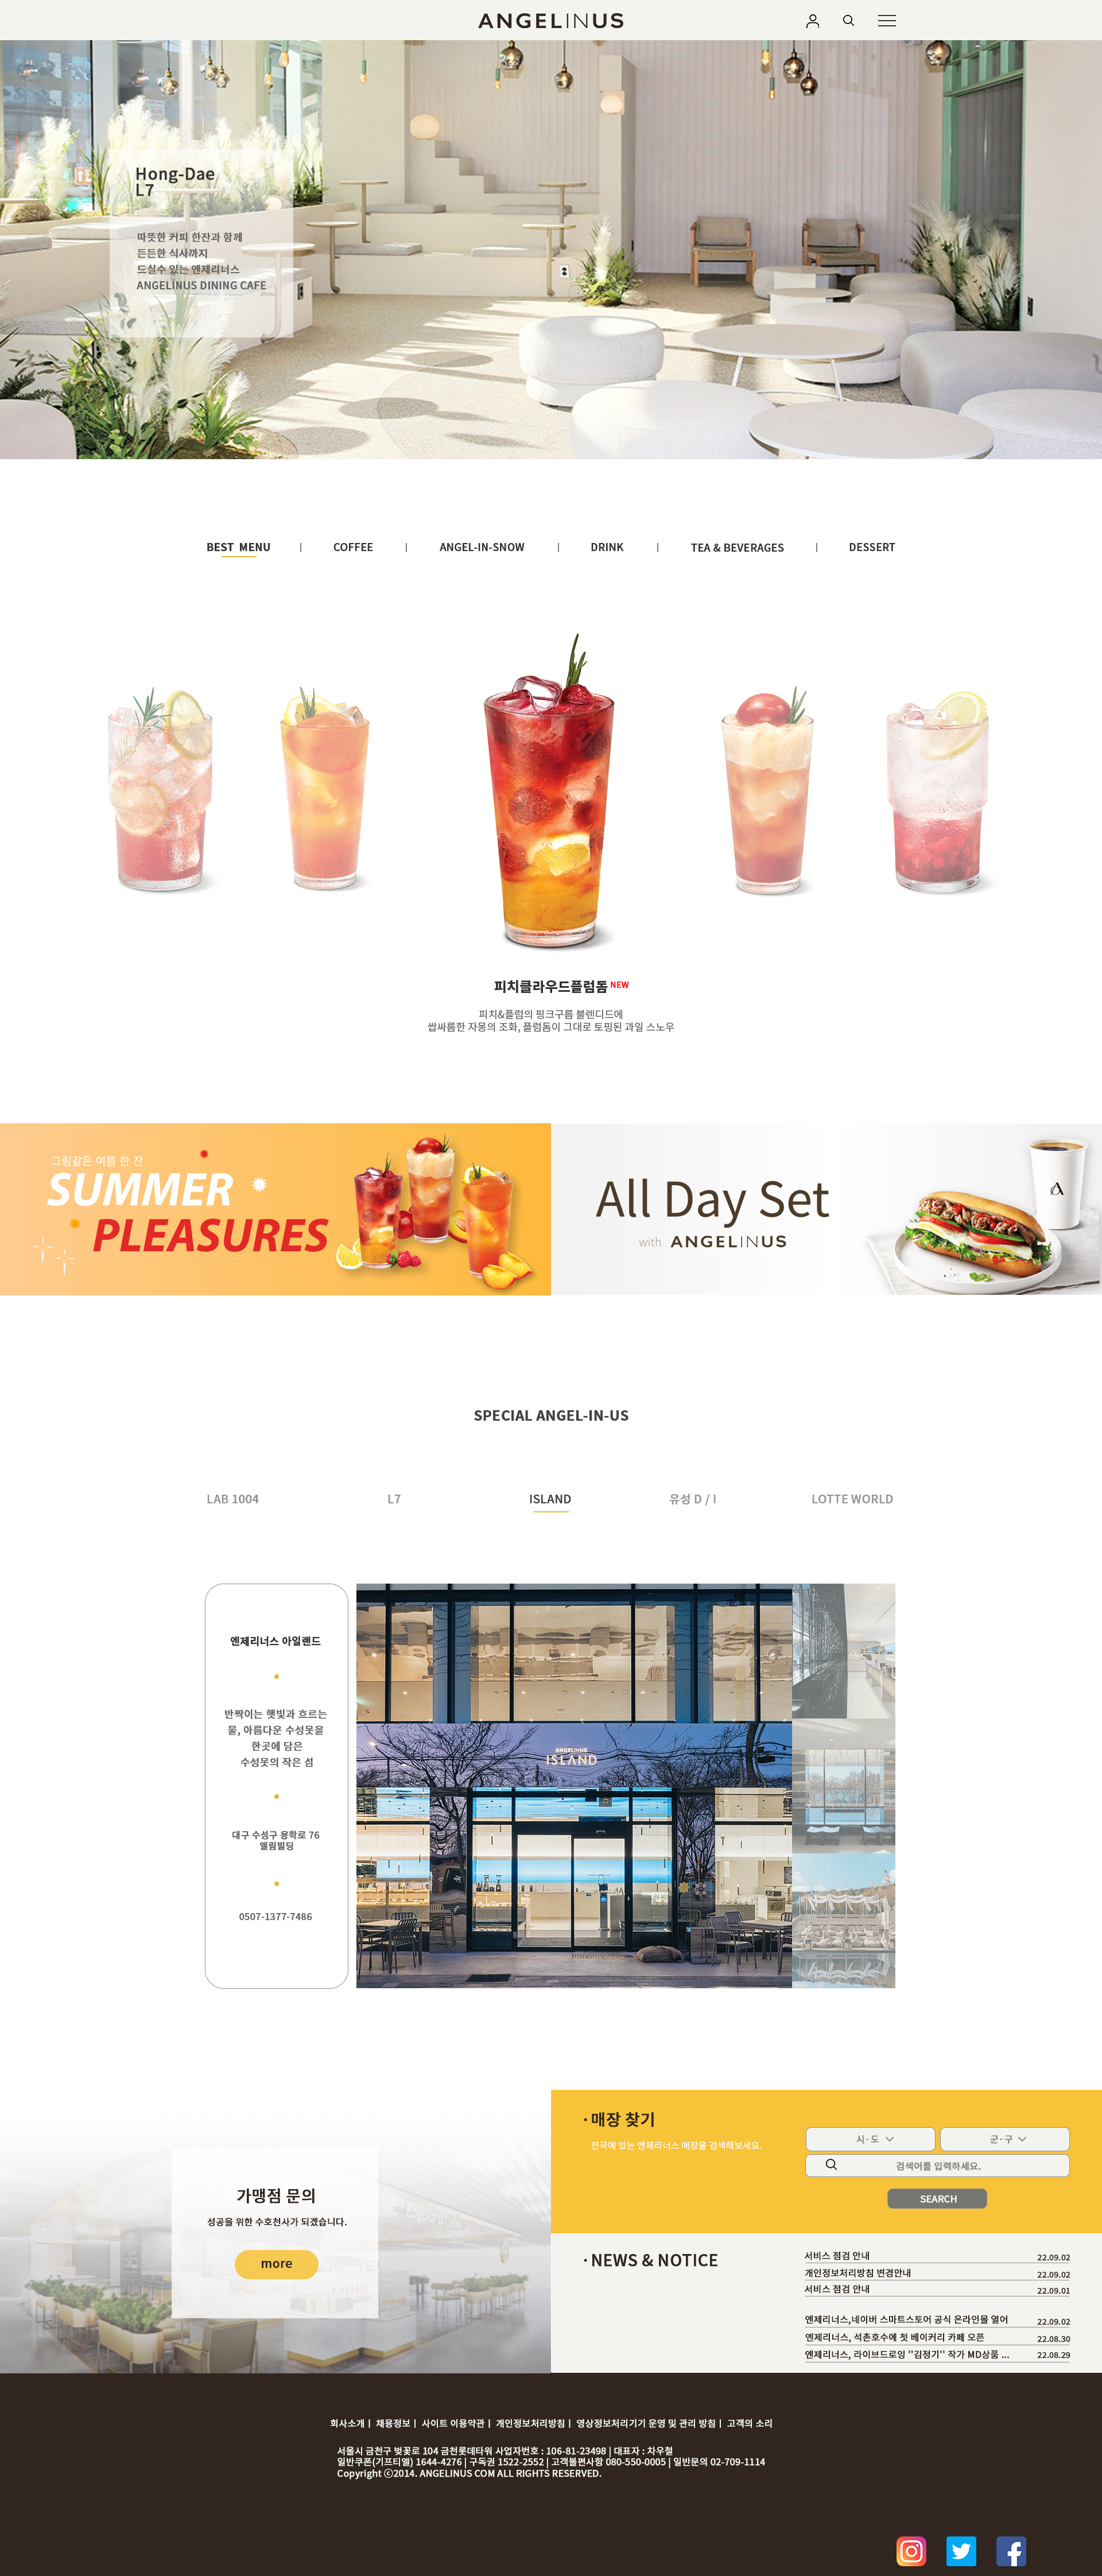 ANGELINUS
Hong-Dae
L7
따뜻한 커피 한잔과 함께
든든한 식사까지
드실수 있는 엔제리너스
ANGELINUS DINING CAFE
BEST MENU | COFFEE | ANGEL-IN-SNOW | DRINK | TEA & BEVERAGES | DESSERT
피치클라우드플럼돔 NEW
피치&플럼의 핑크구름 블렌디드에
쌉싸름한 자몽의 조화, 플럼돔이 그대로 토핑된 과일 스노우
그림같은 여름 한 잔
SUMMER
PLEASURES
All Day Set
with ANGELINUS
SPECIAL ANGEL-IN-US
LAB 1004 L7 ISLAND 유성 D / I LOTTE WORLD
엔제리너스 아일랜드
반짝이는 햇빛과 흐르는
물, 아름다운 수성못을
한곳에 담은
수성못의 작은 섬
대구 수성구 용학로 76
엘림빌딩
0507-1377-7486
ANGELINUS
ISLAND
가맹점 문의
성공을 위한 수호천사가 되겠습니다.
more
· 매장 찾기
전국에 있는 엔제리너스 매장을 검색해보세요.
시·도 군·구
검색어를 입력하세요.
SEARCH
· NEWS & NOTICE
서비스 점검 안내 22.09.02
개인정보처리방침 변경안내 22.09.02
서비스 점검 안내 22.09.01
엔제리너스,네이버 스마트스토어 공식 온라인몰 열어 22.09.02
엔제리너스, 석촌호수에 첫 베이커리 카페 오픈 22.08.30
엔제리너스, 라이브드로잉 ''김정기'' 작가 MD상품 ... 22.08.29
회사소개 | 채용정보 | 사이트 이용약관 | 개인정보처리방침 | 영상정보처리기기 운영 및 관리 방침 | 고객의 소리
서울시 금천구 벚꽃로 104 금천롯데타워 사업자번호 : 106-81-23498 | 대표자 : 차우철
일반쿠폰(기프티엘) 1644-4276 | 구독권 1522-2552 | 고객불편사항 080-550-0005 | 일반문의 02-709-1114
Copyright ⓒ2014. ANGELINUS COM ALL RIGHTS RESERVED.